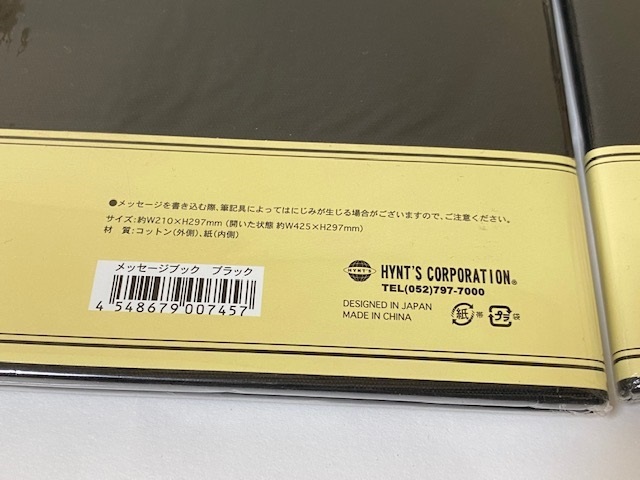 ●メッセージを書き込む際、筆記具によってはにじみが生じる場合がございますので、ご注意ください。
サイズ:約W210×H297mm (開いた状態 約W425×H297mm)
材 質:コットン(外側)、紙(内側)
メッセージブック ブラック
4 548679 007457
HYNT'S
HYNT'S CORPORATION®
TEL(052)797-7000
DESIGNED IN JAPAN
MADE IN CHINA
紙 帯
プラ 袋